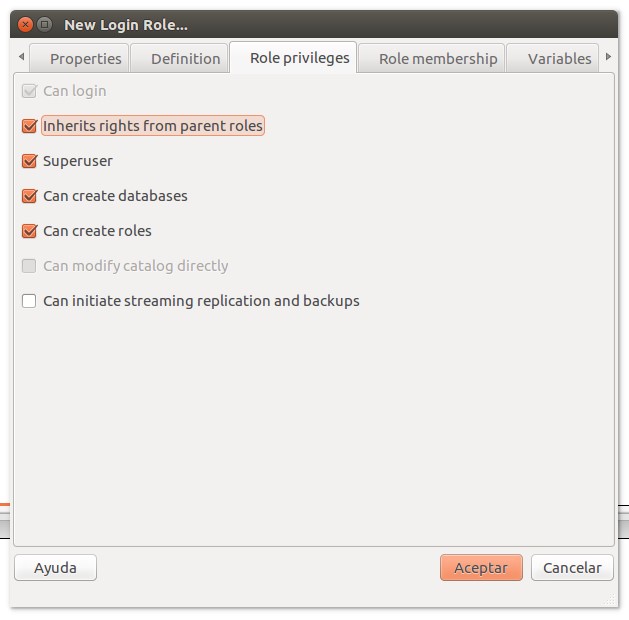 New Login Role...
Properties Definition Role privileges Role membership Variables
Can login
Inherits rights from parent roles
Superuser
Can create databases
Can create roles
Can modify catalog directly
Can initiate streaming replication and backups
Ayuda Aceptar Cancelar